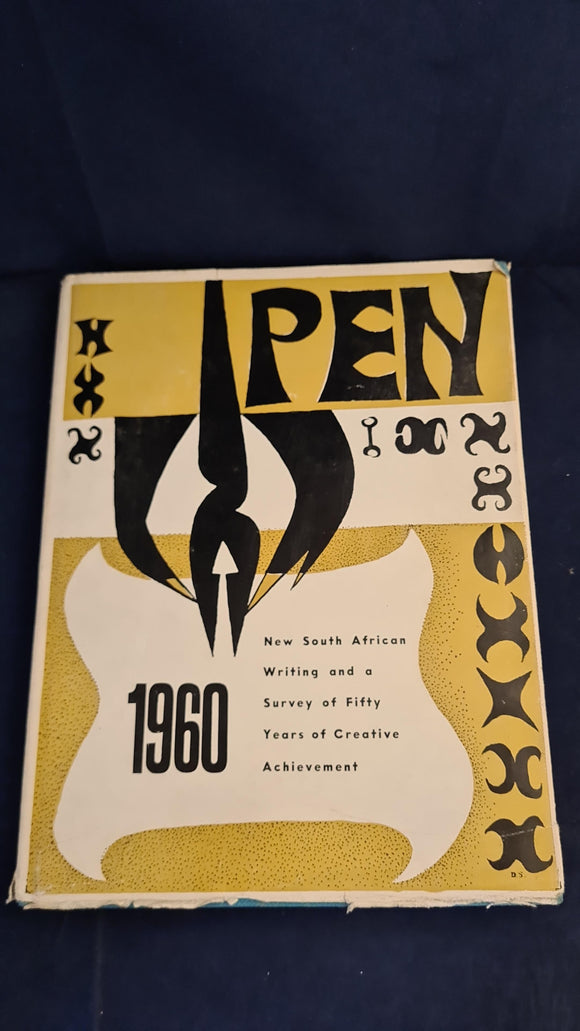 PEN
1960
New South African
Writing and a
Survey of Fifty
Years of Creative
Achievement
D.S.